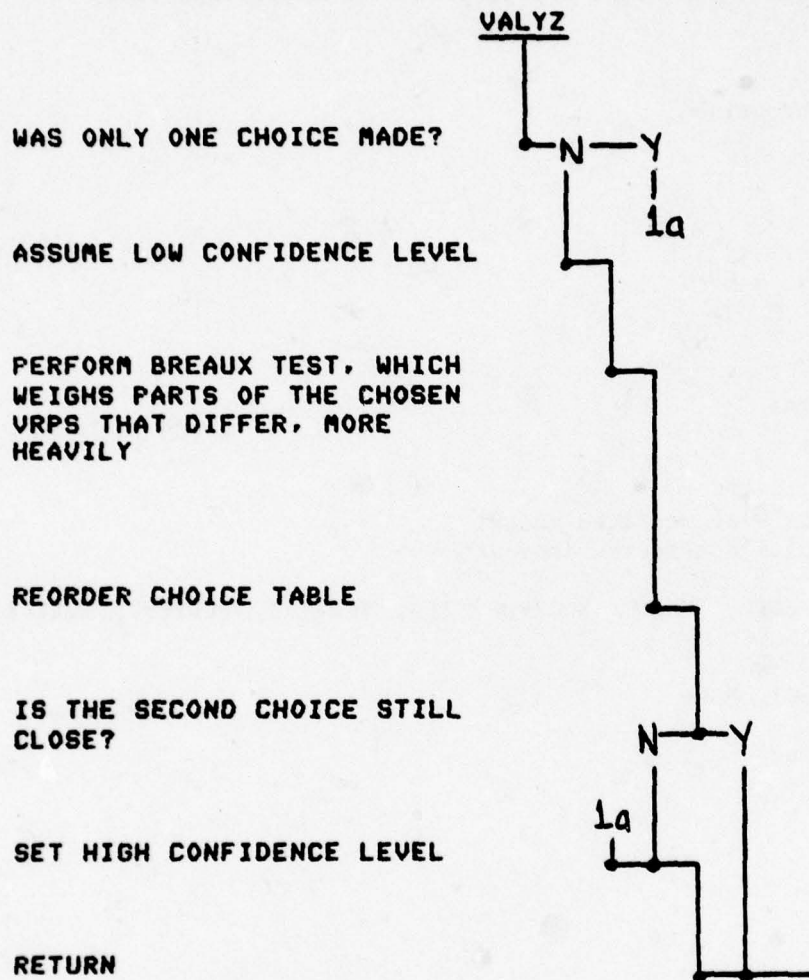 VALYZ
WAS ONLY ONE CHOICE MADE?
N Y
1a
ASSUME LOW CONFIDENCE LEVEL
PERFORM BREAUX TEST, WHICH
WEIGHS PARTS OF THE CHOSEN
VRPS THAT DIFFER, MORE
HEAVILY
REORDER CHOICE TABLE
IS THE SECOND CHOICE STILL
CLOSE?
N Y
1a
SET HIGH CONFIDENCE LEVEL
RETURN